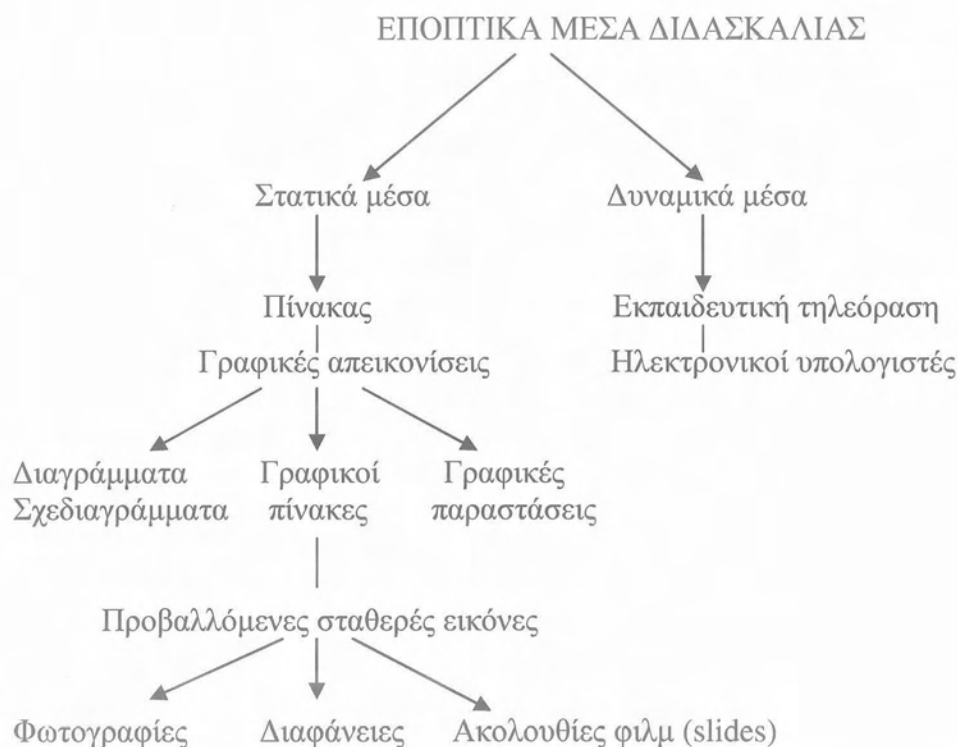 ΕΠΟΠΤΙΚΑ ΜΕΣΑ ΔΙΔΑΣΚΑΛΙΑΣ
Στατικά μέσα
Δυναμικά μέσα
Πίνακας
Εκπαιδευτική τηλεόραση
Γραφικές απεικονίσεις
Ηλεκτρονικοί υπολογιστές
Διαγράμματα
Σχεδιαγράμματα
Γραφικοί
πίνακες
Γραφικές
παραστάσεις
Προβαλλόμενες σταθερές εικόνες
Φωτογραφίες
Διαφάνειες
Ακολουθίες φιλμ (slides)